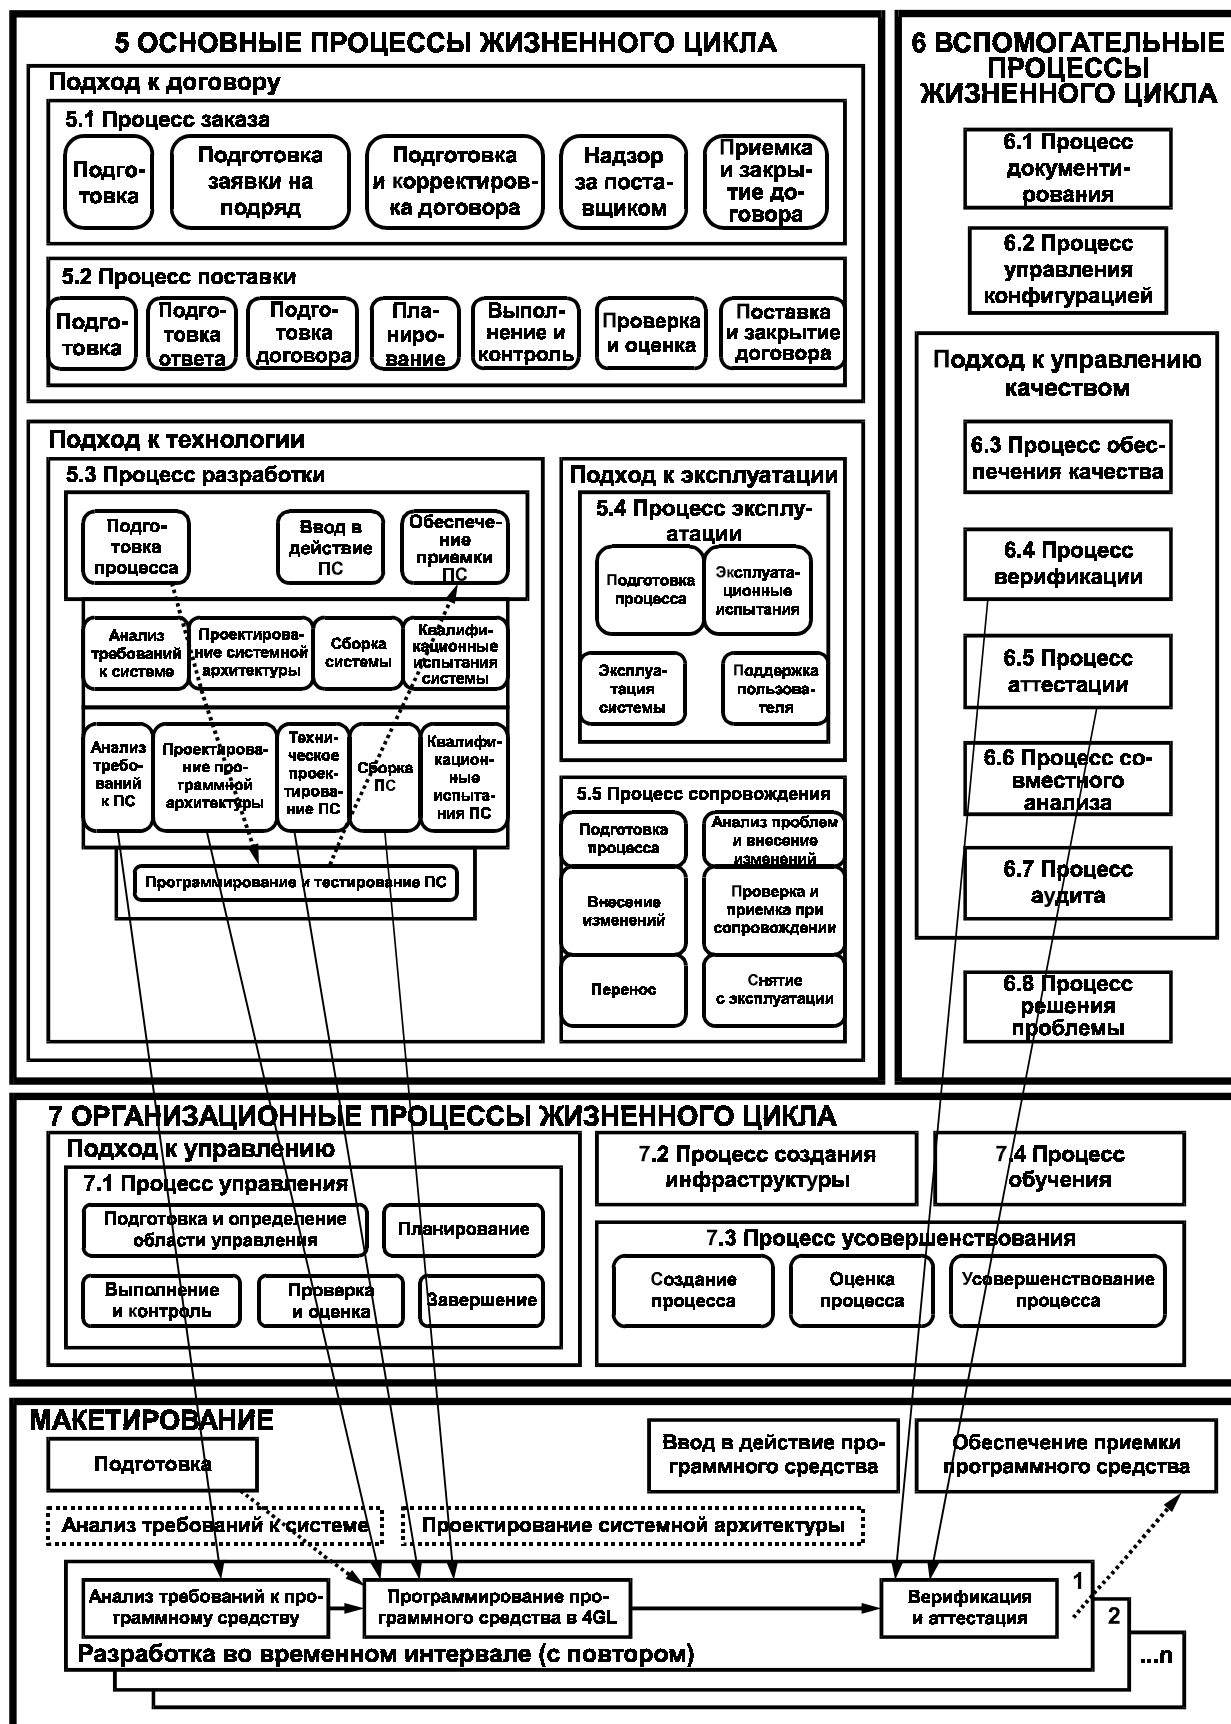 5 ОСНОВНЫЕ ПРОЦЕССЫ ЖИЗНЕННОГО ЦИКЛА
Подход к договору
5.1 Процесс заказа
Подго-
товка
Подготовка
заявки на
подряд
Подготовка
и корректиров-
ка договора
Надзор
за поста-
вщиком
Приемка
и закры-
тие до-
говора
5.2 Процесс поставки
Подго-
товка
Подго-
товка
ответа
Подго-
товка
договора
Пла-
ниро-
вание
Выпол-
нение и
контроль
Проверка
и оценка
Поставка
и закрытие
договора
Подход к технологии
5.3 Процесс разработки
Подго-
товка
процесса
Ввод в
действие
ПС
Обеспече-
ние
приемки
ПС
Анализ
требований
к системе
Проектирова-
ние системной
архитектуры
Сборка
системы
Квалифи-
кационные
испытания
системы
Анализ
требо-
ваний
к ПС
Проектирова-
ние про-
граммной
архитектуры
Техни-
ческое
проек-
тирова-
ние ПС
Сборка
ПС
Квалифи-
кацион-
ные
испыта-
ния ПС
Программирование и тестирование ПС
Подход к эксплуатации
5.4 Процесс эксплу-
атации
Подготовка
процесса
Эксплуата-
ционные
испытания
Эксплуа-
тация
системы
Поддержка
пользова-
теля
5.5 Процесс сопровождения
Подготовка
процесса
Анализ проблем
и внесение
изменений
Внесение
изменений
Проверка и
приемка при
сопровождении
Перенос
Снятие
с эксплуатации
6 ВСПОМОГАТЕЛЬНЫЕ
ПРОЦЕССЫ
ЖИЗНЕННОГО ЦИКЛА
6.1 Процесс
документи-
рования
6.2 Процесс
управления
конфигурацией
Подход к управлению
качеством
6.3 Процесс обес-
печения качества
6.4 Процесс
верификации
6.5 Процесс
аттестации
6.6 Процесс со-
вместного
анализа
6.7 Процесс
аудита
6.8 Процесс
решения
проблемы
7 ОРГАНИЗАЦИОННЫЕ ПРОЦЕССЫ ЖИЗНЕННОГО ЦИКЛА
Подход к управлению
7.1 Процесс управления
Подготовка и определение
области управления
Планирование
Выполнение
и контроль
Проверка
и оценка
Завершение
7.2 Процесс создания
инфраструктуры
7.4 Процесс
обучения
7.3 Процесс усовершенствования
Создание
процесса
Оценка
процесса
Усовершенствование
процесса
МАКЕТИРОВАНИЕ
Подготовка
Ввод в действие про-
граммного средства
Обеспечение приемки
программного средства
Анализ требований к системе
Проектирование системной архитектуры
Анализ требований к про-
граммному средству
Программирование про-
граммного средства в 4GL
Верификация
и аттестация
1
2
...n
Разработка во временном интервале (с повтором)